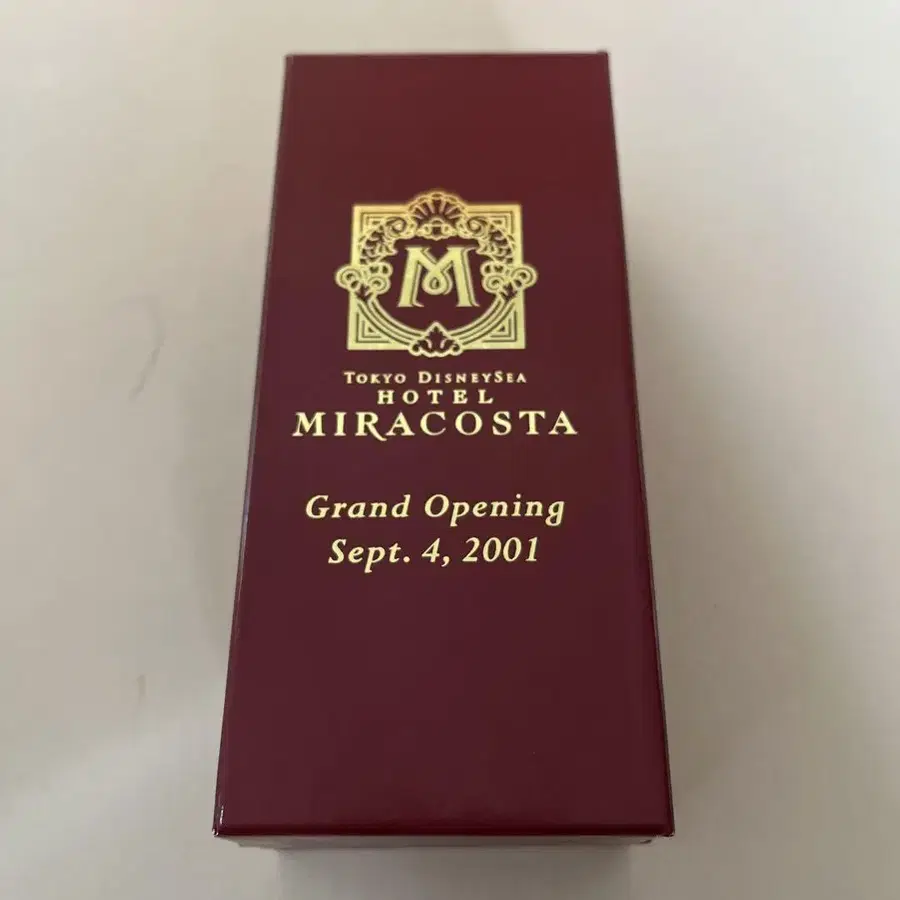 M
TOKYO DISNEYSEA
HOTEL
MIRACOSTA
Grand Opening
Sept. 4, 2001